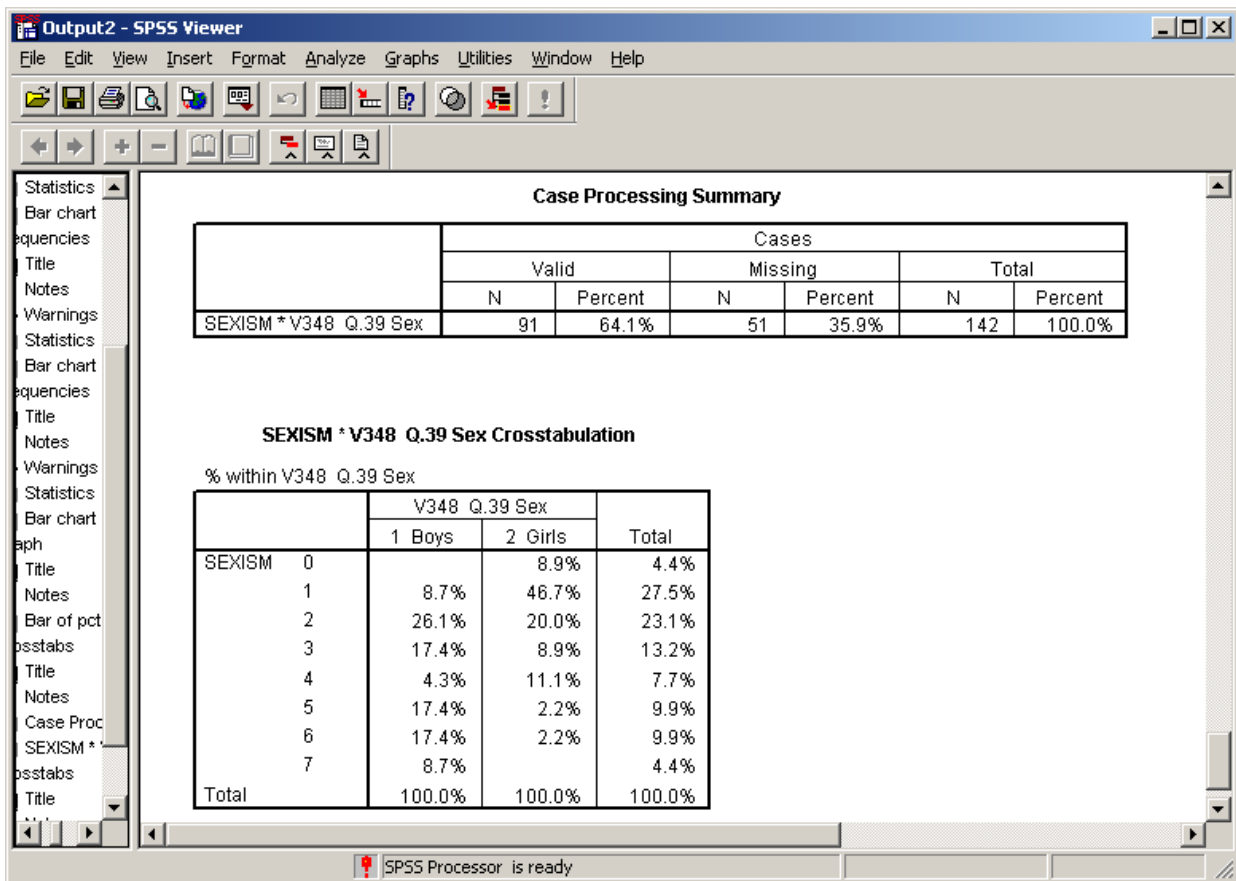 SPSS
Output2 - SPSS Viewer
File Edit View Insert Format Analyze Graphs Utilities Window Help
Statistics
Bar chart
equencies
Title
Notes
Warnings
Statistics
Bar chart
equencies
Title
Notes
Warnings
Statistics
Bar chart
aph
Title
Notes
Bar of pct
osstabs
Title
Notes
Case Proc
SEXISM *
osstabs
Title
Case Processing Summary
Cases
Valid Missing Total
N Percent N Percent N Percent
SEXISM * V348 Q.39 Sex 91 64.1% 51 35.9% 142 100.0%
SEXISM * V348 Q.39 Sex Crosstabulation
% within V348 Q.39 Sex
V348 Q.39 Sex
1 Boys 2 Girls Total
SEXISM 0 8.9% 4.4%
1 8.7% 46.7% 27.5%
2 26.1% 20.0% 23.1%
3 17.4% 8.9% 13.2%
4 4.3% 11.1% 7.7%
5 17.4% 2.2% 9.9%
6 17.4% 2.2% 9.9%
7 8.7% 4.4%
Total 100.0% 100.0% 100.0%
SPSS Processor is ready